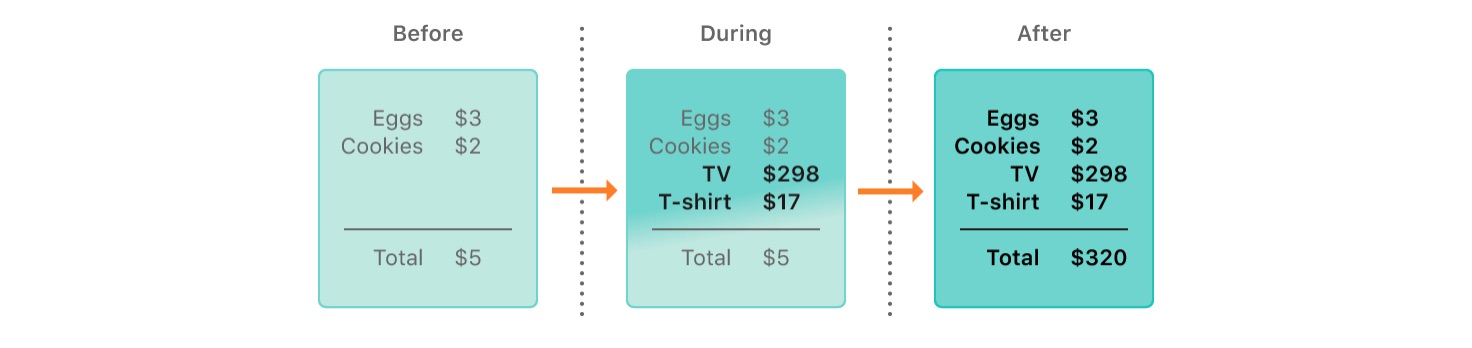 Before
Eggs $3
Cookies $2
Total $5
During
Eggs $3
Cookies $2
TV $298
T-shirt $17
Total $5
After
Eggs $3
Cookies $2
TV $298
T-shirt $17
Total $320